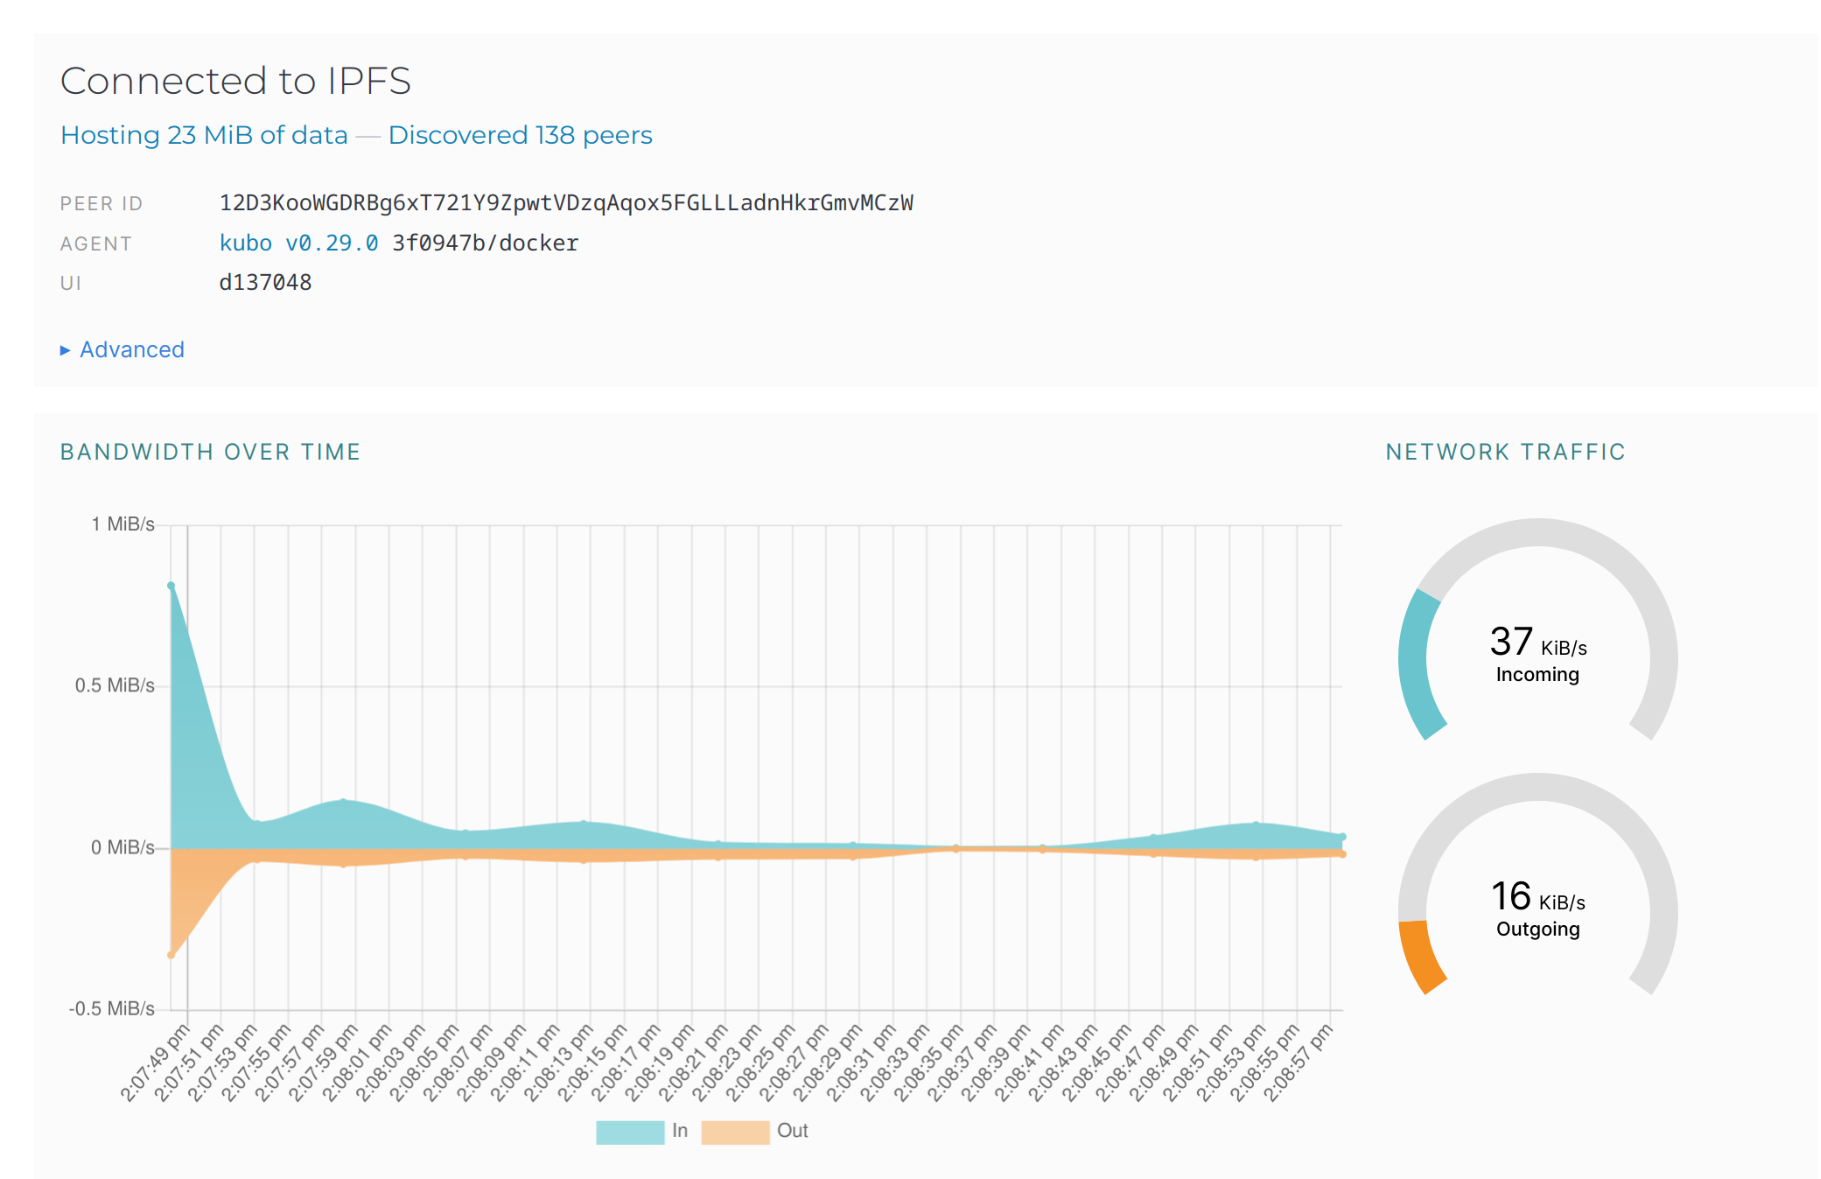 Connected to IPFS
Hosting 23 MiB of data — Discovered 138 peers
PEER ID 12D3KooWGDRBg6xT721Y9ZpwtVDzqAqox5FGLLLadnHkrGmvMCzW
AGENT kubo v0.29.0 3f0947b/docker
UI d137048
▸ Advanced
BANDWIDTH OVER TIME
1 MiB/s
0.5 MiB/s
0 MiB/s
-0.5 MiB/s
2:07:49 pm
2:07:51 pm
2:07:53 pm
2:07:55 pm
2:07:57 pm
2:07:59 pm
2:08:01 pm
2:08:03 pm
2:08:05 pm
2:08:07 pm
2:08:09 pm
2:08:11 pm
2:08:13 pm
2:08:15 pm
2:08:17 pm
2:08:19 pm
2:08:21 pm
2:08:23 pm
2:08:25 pm
2:08:27 pm
2:08:29 pm
2:08:31 pm
2:08:33 pm
2:08:35 pm
2:08:37 pm
2:08:39 pm
2:08:41 pm
2:08:43 pm
2:08:45 pm
2:08:47 pm
2:08:49 pm
2:08:51 pm
2:08:53 pm
2:08:55 pm
2:08:57 pm
In Out
NETWORK TRAFFIC
37 KiB/s
Incoming
16 KiB/s
Outgoing